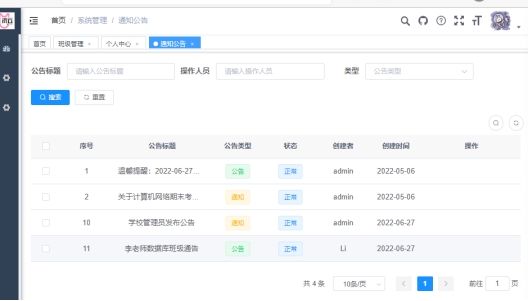 首页 / 系统管理 / 通知公告
首页 班级管理 × 个人中心 × 通知公告 ×
公告标题 请输入公告标题 操作人员 请输入操作人员 类型 公告类型
搜索 重置
序号 公告标题 公告类型 状态 创建者 创建时间 操作
1 温馨提醒：2022-06-27... 公告 正常 admin 2022-05-06
2 关于计算机网络期末考... 通知 正常 admin 2022-05-06
10 学校管理员发布公告 通知 正常 admin 2022-06-27
11 李老师数据库班级通告 公告 正常 Li 2022-06-27
共 4 条 10条/页 1 前往 1 页